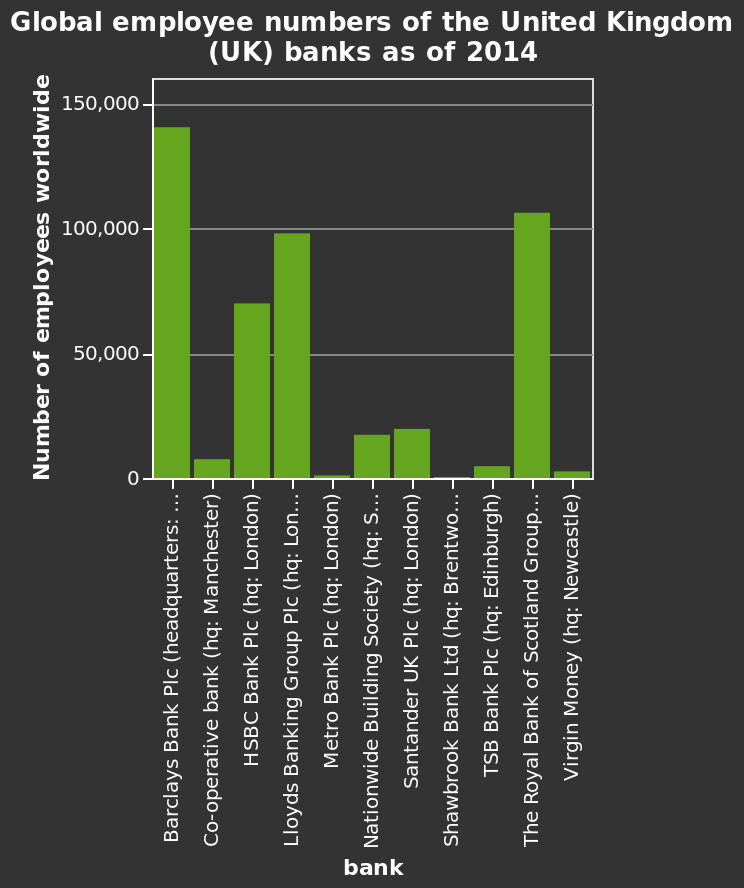 Global employee numbers of the United Kingdom
(UK) banks as of 2014
Number of employees worldwide
150,000
100,000
50,000
0
Barclays Bank Plc (headquarters: ...
Co-operative bank (hq: Manchester)
HSBC Bank Plc (hq: London)
Lloyds Banking Group Plc (hq: Lon...
Metro Bank Plc (hq: London)
Nationwide Building Society (hq: S...
Santander UK Plc (hq: London)
Shawbrook Bank Ltd (hq: Brentwo...
TSB Bank Plc (hq: Edinburgh)
The Royal Bank of Scotland Group...
Virgin Money (hq: Newcastle)
bank